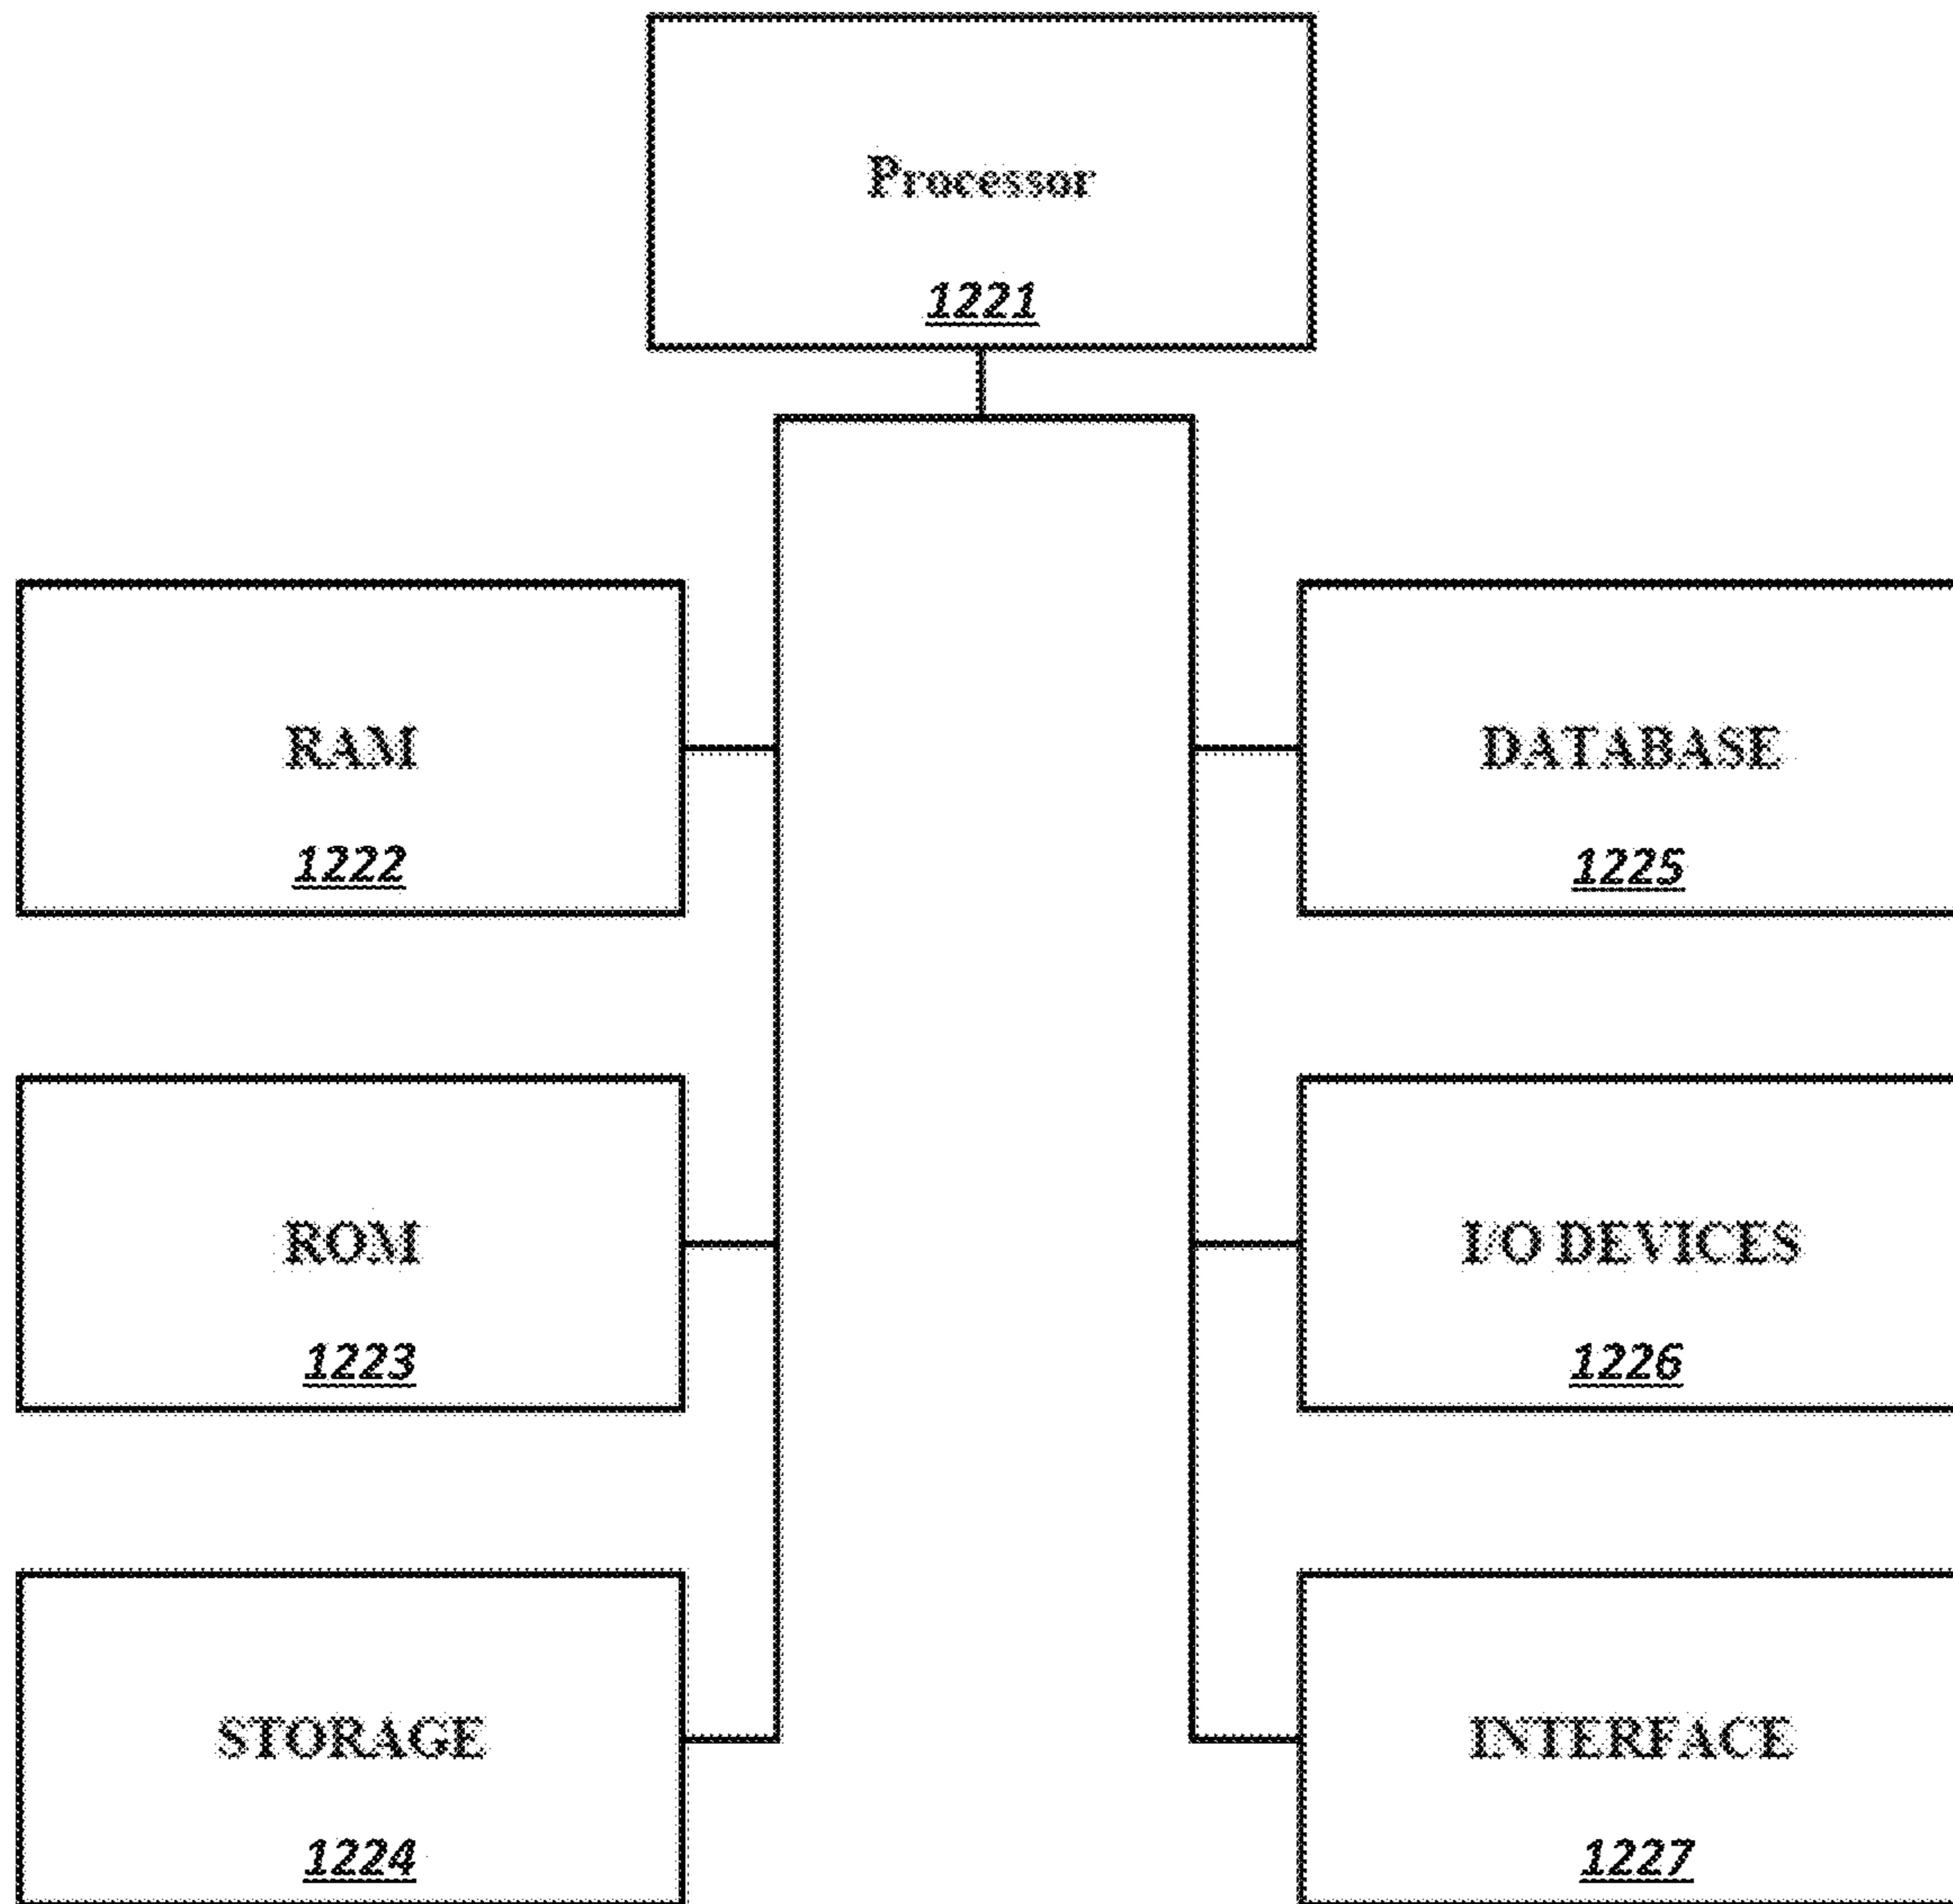 Processor
1221
RAM
1222
DATABASE
1225
ROM
1223
I/O DEVICES
1226
STORAGE
1224
INTERFACE
1227